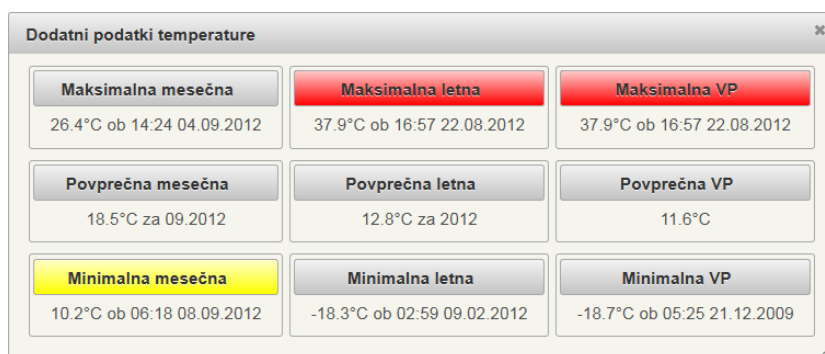 Dodatni podatki temperature
Maksimalna mesečna Maksimalna letna Maksimalna VP
26.4°C ob 14:24 04.09.2012 37.9°C ob 16:57 22.08.2012 37.9°C ob 16:57 22.08.2012
Povprečna mesečna Povprečna letna Povprečna VP
18.5°C za 09.2012 12.8°C za 2012 11.6°C
Minimalna mesečna Minimalna letna Minimalna VP
10.2°C ob 06:18 08.09.2012 -18.3°C ob 02:59 09.02.2012 -18.7°C ob 05:25 21.12.2009